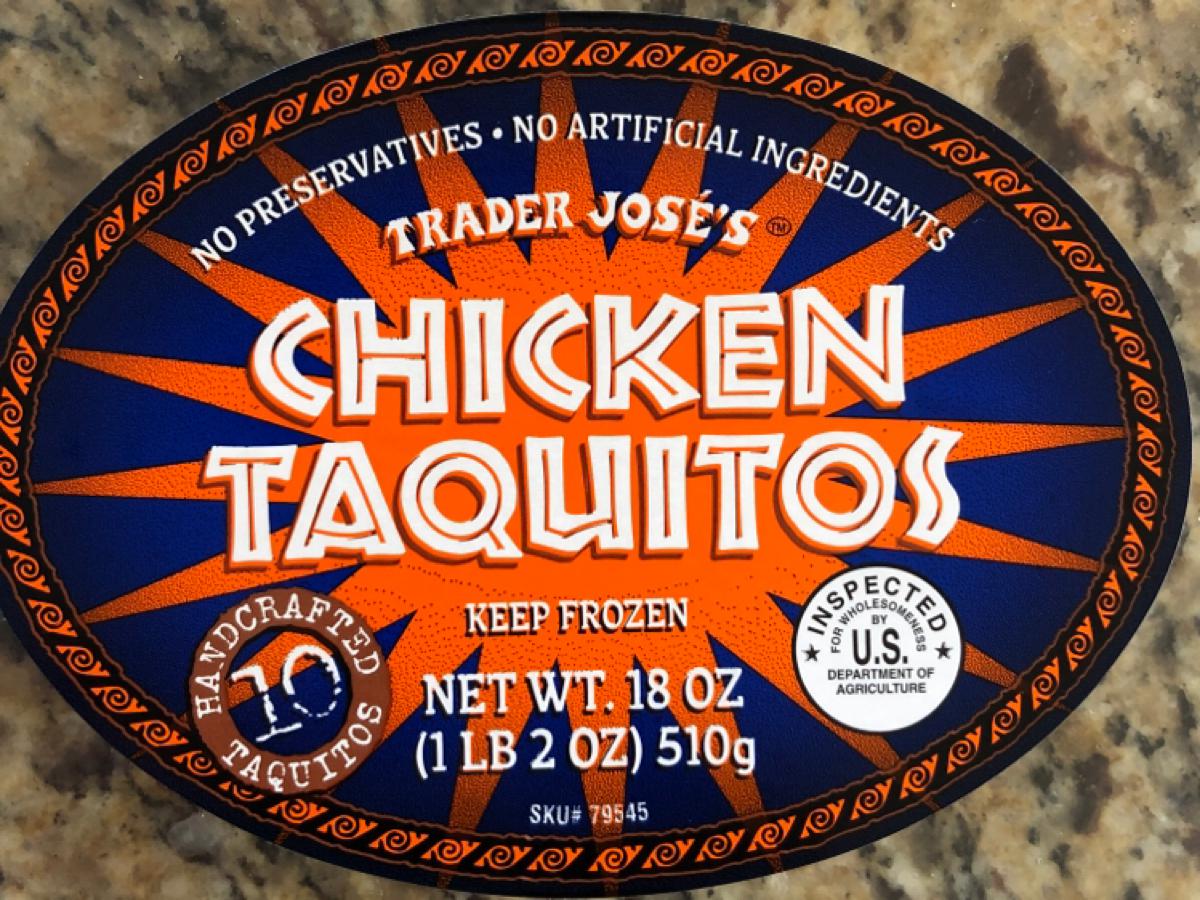 NO PRESERVATIVES • NO ARTIFICIAL INGREDIENTS
TRADER JOSÉ'S™
CHICKEN
TAQUITOS
KEEP FROZEN
NET WT. 18 OZ
(1 LB 2 OZ) 510g
SKU# 79545
HANDCRAFTED
10
TAQUITOS
INSPECTED
FOR WHOLESOMENESS
BY
U.S.
DEPARTMENT OF
AGRICULTURE